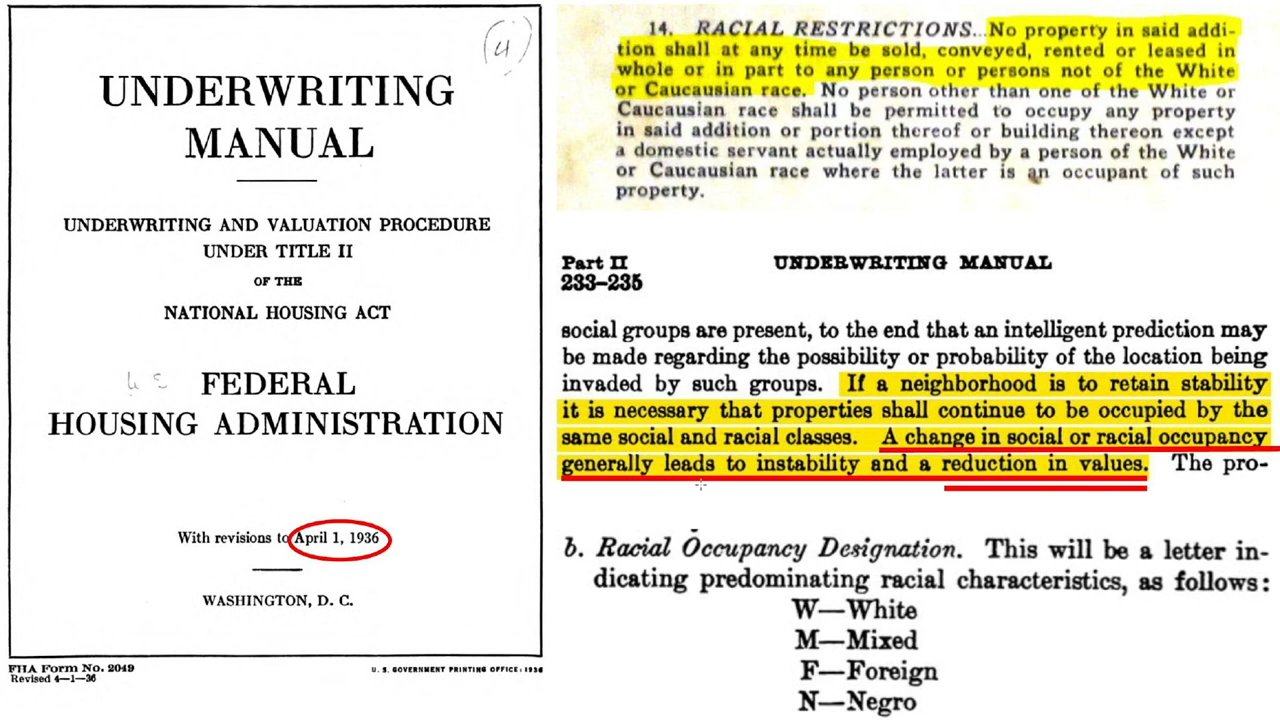 (4)
UNDERWRITING
MANUAL
UNDERWRITING AND VALUATION PROCEDURE
UNDER TITLE II
OF THE
NATIONAL HOUSING ACT
FEDERAL
HOUSING ADMINISTRATION
With revisions to April 1, 1936
WASHINGTON, D. C.
FHA Form No. 2049
Revised 4—1—36
U. S. GOVERNMENT PRINTING OFFICE: 1936
14. RACIAL RESTRICTIONS...No property in said addi-
tion shall at any time be sold, conveyed, rented or leased in
whole or in part to any person or persons not of the White
or Caucausian race. No person other than one of the White or
Caucausian race shall be permitted to occupy any property
in said addition or portion thereof or building thereon except
a domestic servant actually employed by a person of the White
or Caucausian race where the latter is an occupant of such
property.
Part II
UNDERWRITING MANUAL
233–235
social groups are present, to the end that an intelligent prediction may
be made regarding the possibility or probability of the location being
invaded by such groups. If a neighborhood is to retain stability
it is necessary that properties shall continue to be occupied by the
same social and racial classes. A change in social or racial occupancy
generally leads to instability and a reduction in values. The pro-
b. Racial Occupancy Designation. This will be a letter in-
dicating predominating racial characteristics, as follows:
W—White
M—Mixed
F—Foreign
N—Negro